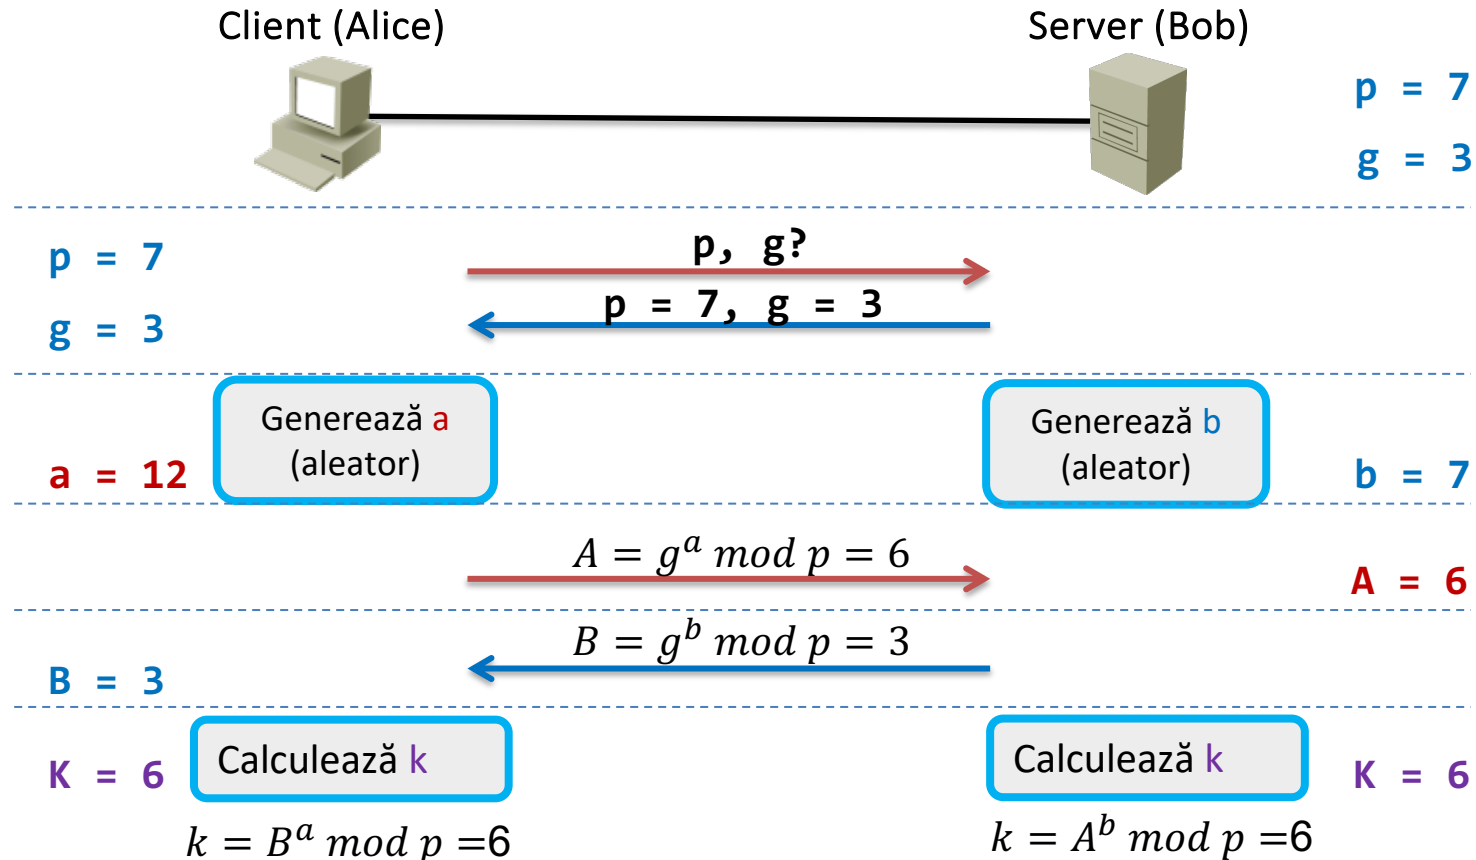 Client (Alice)
Server (Bob)
p = 7
g = 3
p = 7
p, g?
g = 3
p = 7, g = 3
Generează a
(aleator)
a = 12
Generează b
(aleator)
b = 7
A = g^a mod p = 6
A = 6
B = g^b mod p = 3
B = 3
Calculează k
K = 6
Calculează k
K = 6
k = B^a mod p =6
k = A^b mod p =6